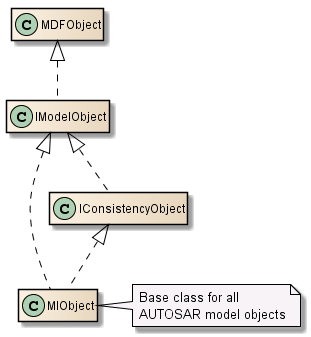 C MDFObject
C IModelObject
C IConsistencyObject
C MIObject
Base class for all
AUTOSAR model objects